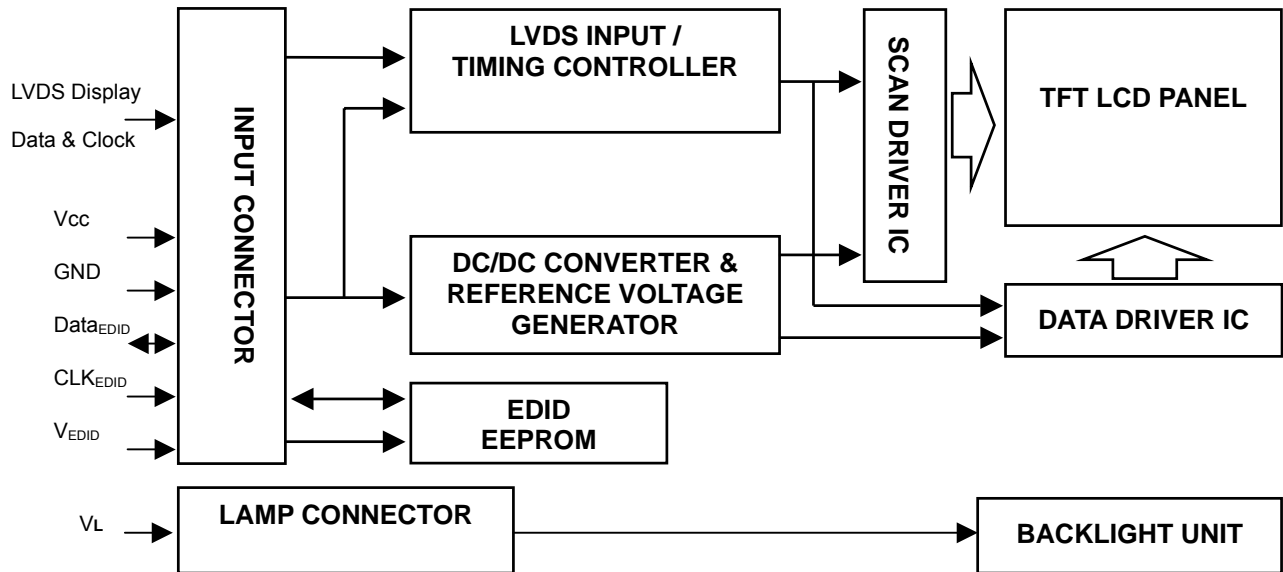 LVDS Display
Data & Clock
Vcc
GND
DataEDID
CLKEDID
VEDID
VL
INPUT CONNECTOR
LVDS INPUT /
TIMING CONTROLLER
DC/DC CONVERTER &
REFERENCE VOLTAGE
GENERATOR
EDID
EEPROM
SCAN DRIVER IC
TFT LCD PANEL
DATA DRIVER IC
LAMP CONNECTOR
BACKLIGHT UNIT